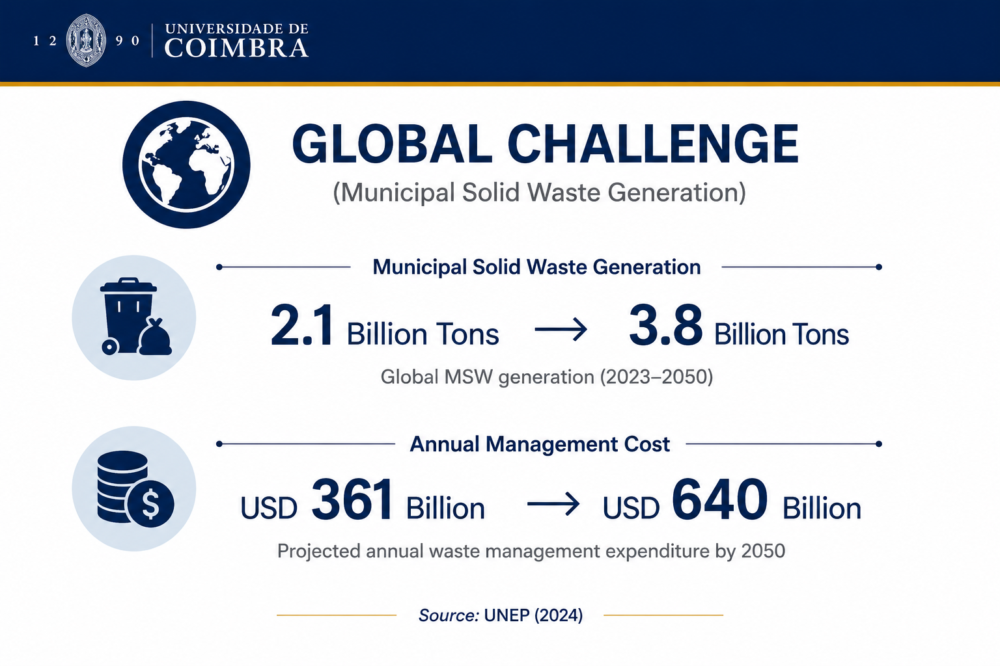 1 2 9 0
UNIVERSIDADE DE
COIMBRA
GLOBAL CHALLENGE
(Municipal Solid Waste Generation)
Municipal Solid Waste Generation
2.1 Billion Tons → 3.8 Billion Tons
Global MSW generation (2023–2050)
Annual Management Cost
$
USD 361 Billion → USD 640 Billion
Projected annual waste management expenditure by 2050
Source: UNEP (2024)